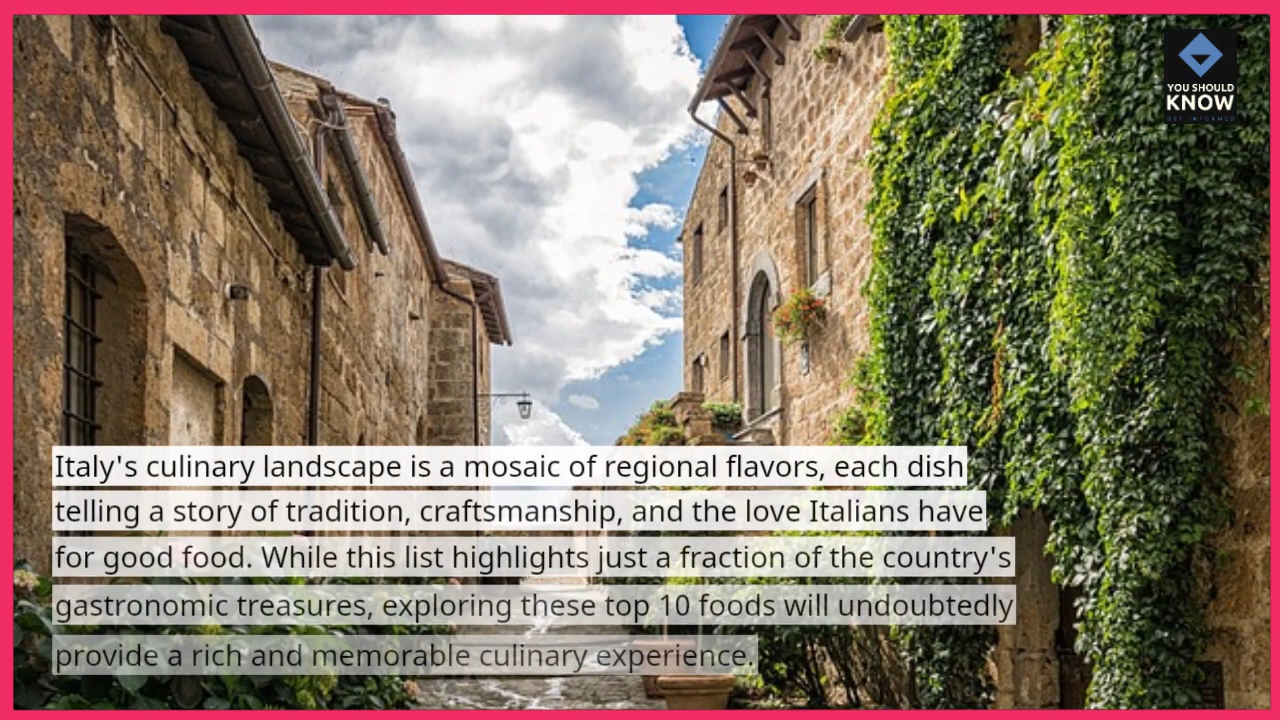 YOU SHOULD
KNOW
GET INFORMED
Italy's culinary landscape is a mosaic of regional flavors, each dish
telling a story of tradition, craftsmanship, and the love Italians have
for good food. While this list highlights just a fraction of the country's
gastronomic treasures, exploring these top 10 foods will undoubtedly
provide a rich and memorable culinary experience.